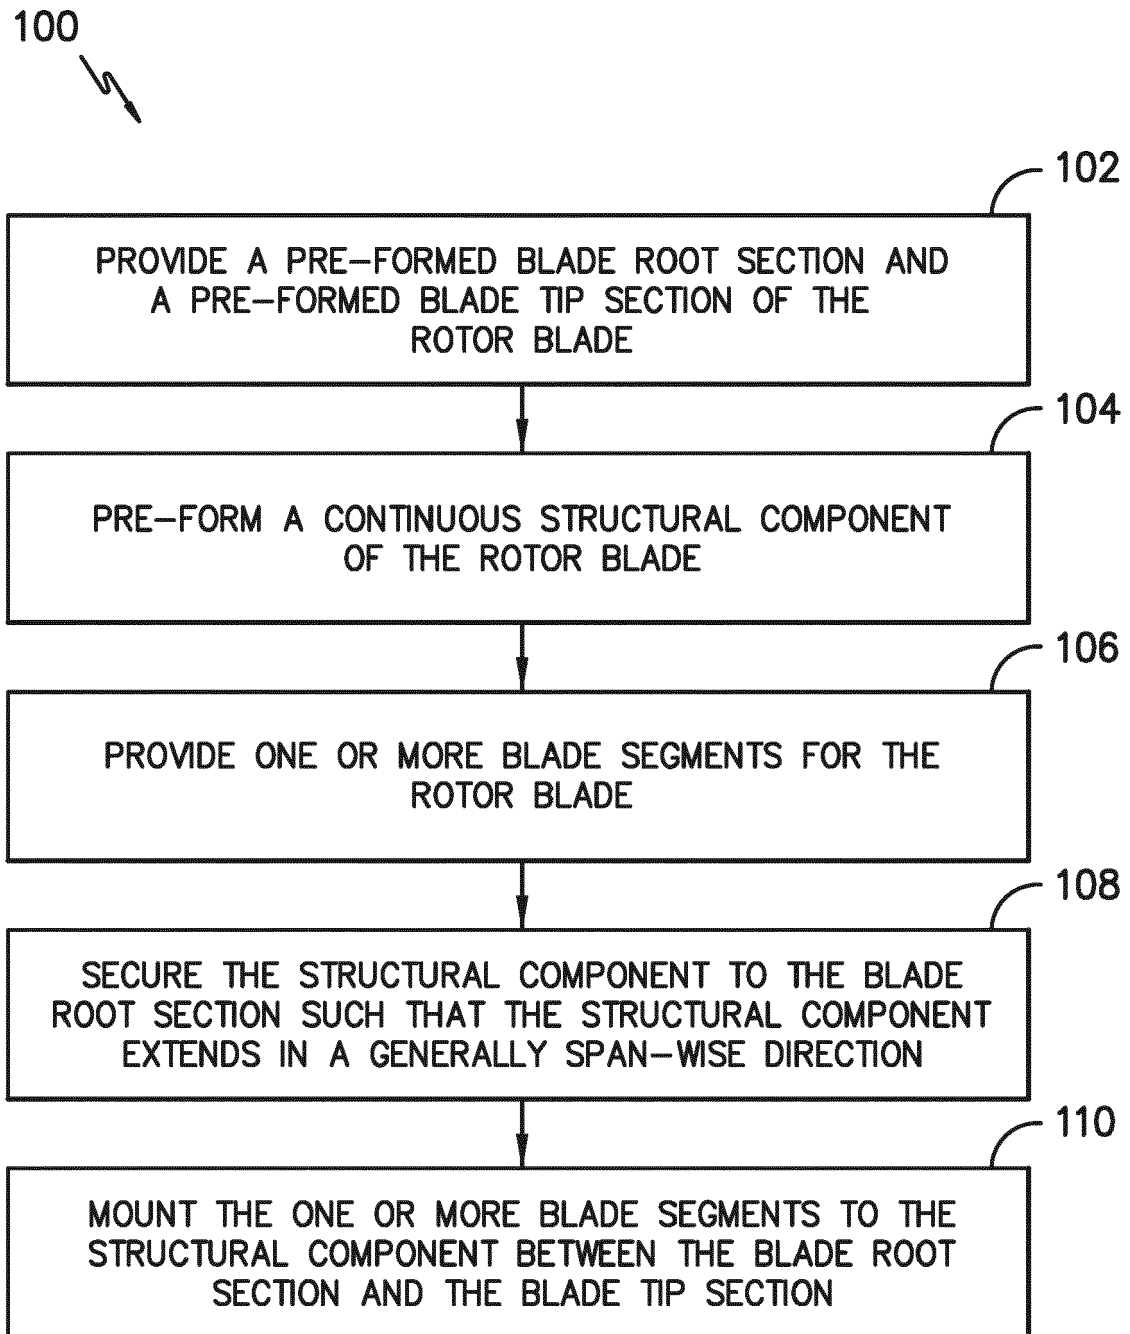 100
102
PROVIDE A PRE-FORMED BLADE ROOT SECTION AND
A PRE-FORMED BLADE TIP SECTION OF THE
ROTOR BLADE
104
PRE-FORM A CONTINUOUS STRUCTURAL COMPONENT
OF THE ROTOR BLADE
106
PROVIDE ONE OR MORE BLADE SEGMENTS FOR THE
ROTOR BLADE
108
SECURE THE STRUCTURAL COMPONENT TO THE BLADE
ROOT SECTION SUCH THAT THE STRUCTURAL COMPONENT
EXTENDS IN A GENERALLY SPAN-WISE DIRECTION
110
MOUNT THE ONE OR MORE BLADE SEGMENTS TO THE
STRUCTURAL COMPONENT BETWEEN THE BLADE ROOT
SECTION AND THE BLADE TIP SECTION